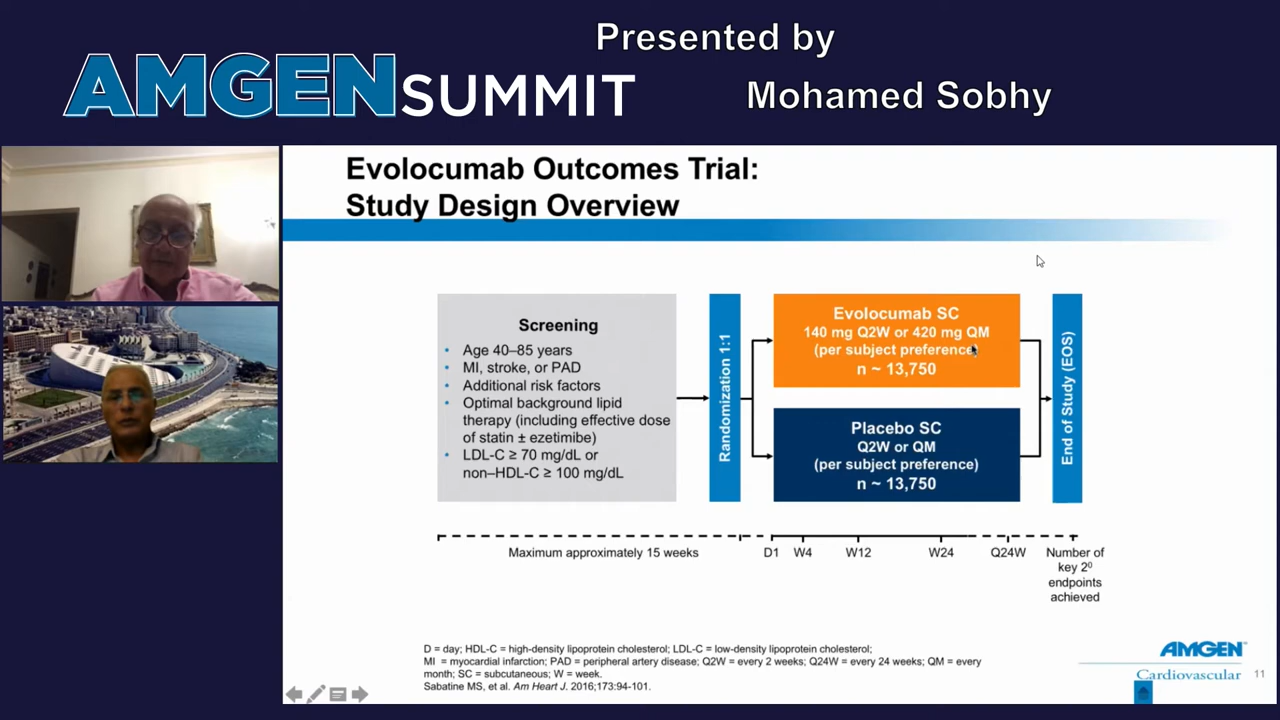 Presented by
AMGEN SUMMIT
Mohamed Sobhy
Evolocumab Outcomes Trial:
Study Design Overview
Screening
• Age 40–85 years
• MI, stroke, or PAD
• Additional risk factors
• Optimal background lipid
therapy (including effective dose
of statin ± ezetimibe)
• LDL-C ≥ 70 mg/dL or
non–HDL-C ≥ 100 mg/dL
Randomization 1:1
Evolocumab SC
140 mg Q2W or 420 mg QM
(per subject preference)
n ~ 13,750
Placebo SC
Q2W or QM
(per subject preference)
n ~ 13,750
End of Study (EOS)
Maximum approximately 15 weeks
D1 W4 W12 W24 Q24W
Number of
key 2⁰
endpoints
achieved
D = day; HDL-C = high-density lipoprotein cholesterol; LDL-C = low-density lipoprotein cholesterol;
MI = myocardial infarction; PAD = peripheral artery disease; Q2W = every 2 weeks; Q24W = every 24 weeks; QM = every
month; SC = subcutaneous; W = week.
Sabatine MS, et al. Am Heart J. 2016;173:94-101.
AMGEN
Cardiovascular
11